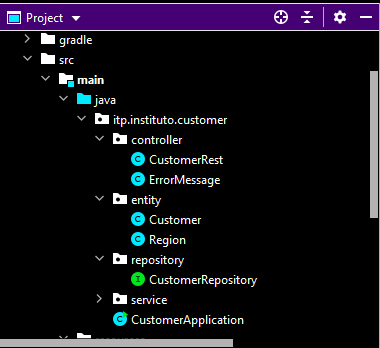 Project
gradle
src
main
java
itp.instituto.customer
controller
C CustomerRest
C ErrorMessage
entity
C Customer
C Region
repository
I CustomerRepository
service
C CustomerApplication